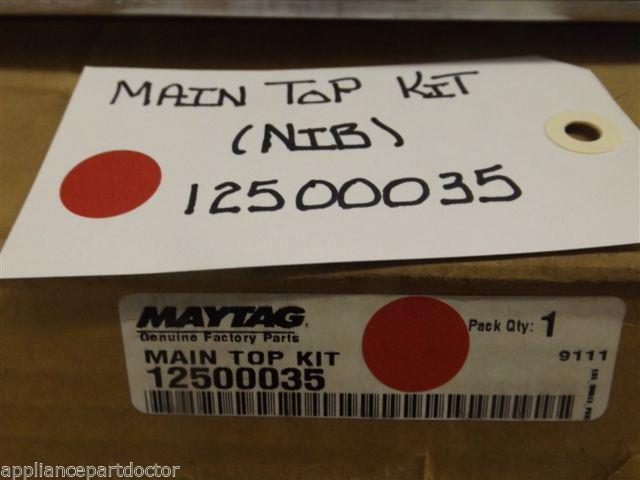 MAIN TOP KIT
(NIB)
12500035
MAYTAG
Genuine Factory Parts
Pack Qty: 1
MAIN TOP KIT
9111
12500035
appliancepartdoctor